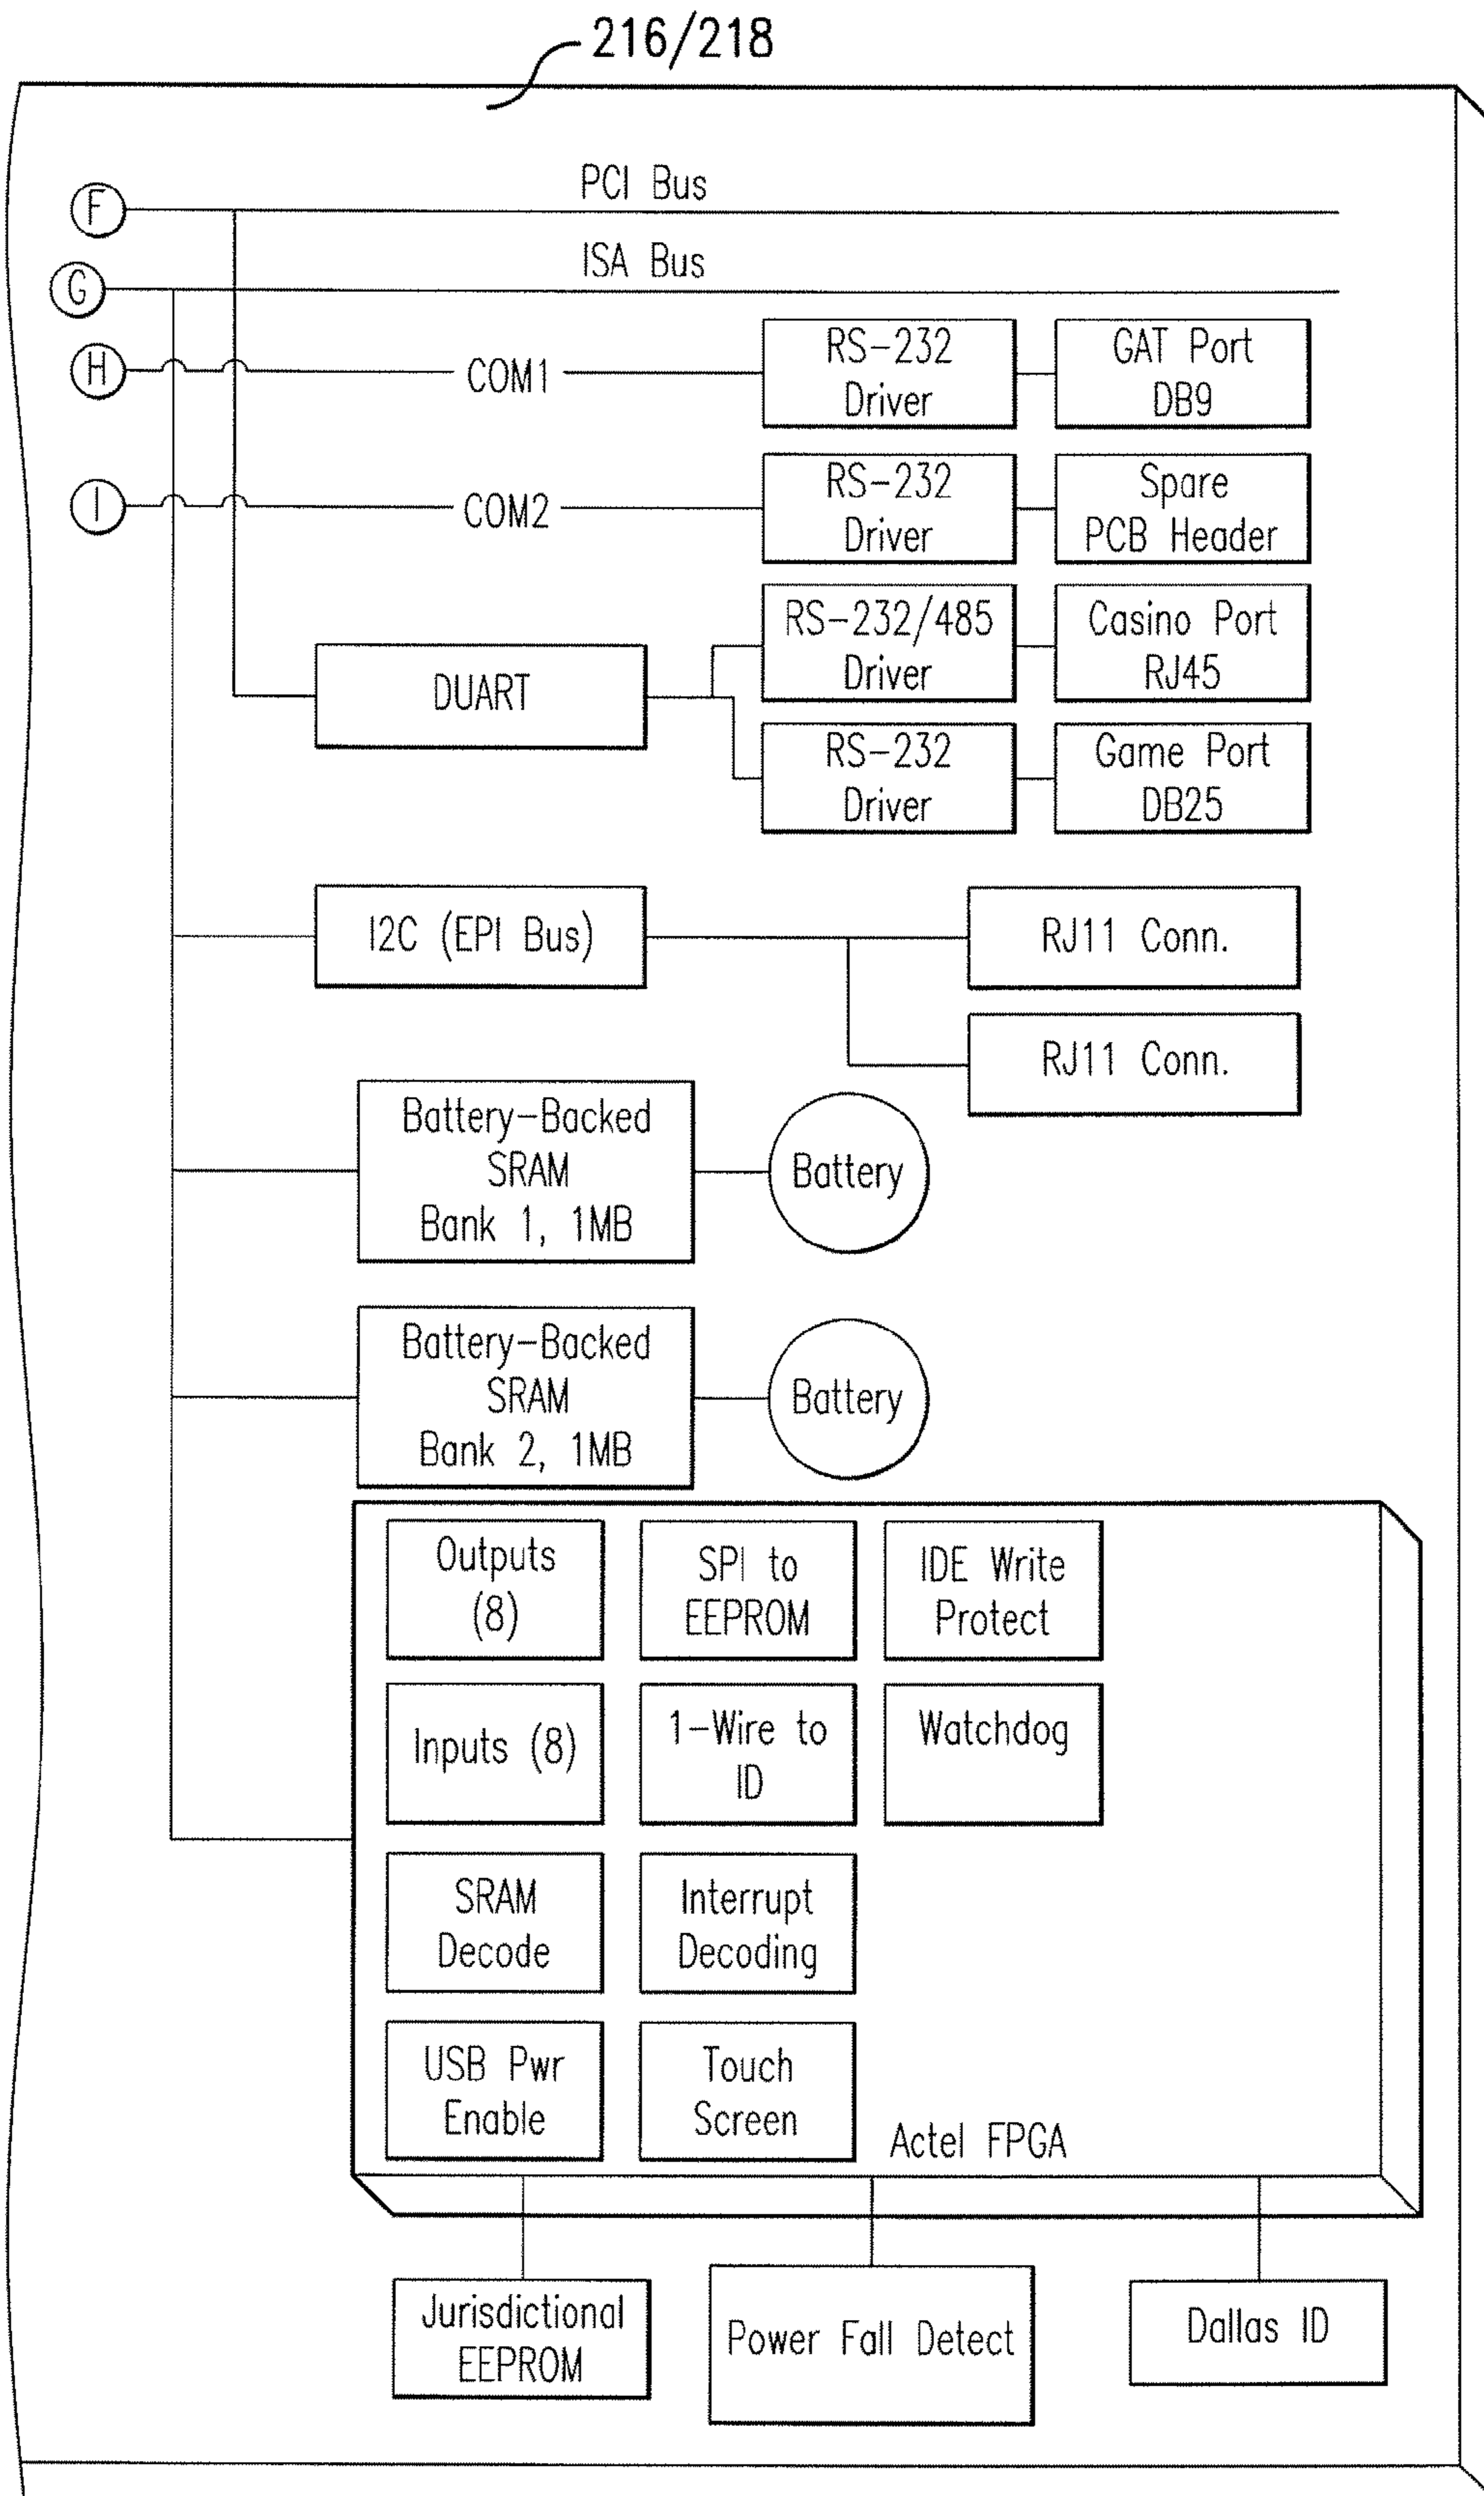 216/218
F
PCI Bus
G
ISA Bus
H
COM1
RS-232
Driver
GAT Port
DB9
I
COM2
RS-232
Driver
Spare
PCB Header
DUART
RS-232/485
Driver
Casino Port
RJ45
RS-232
Driver
Game Port
DB25
I2C (EPI Bus)
RJ11 Conn.
RJ11 Conn.
Battery-Backed
SRAM
Bank 1, 1MB
Battery
Battery-Backed
SRAM
Bank 2, 1MB
Battery
Outputs
(8)
SPI to
EEPROM
IDE Write
Protect
Inputs (8)
1-Wire to
ID
Watchdog
SRAM
Decode
Interrupt
Decoding
USB Pwr
Enable
Touch
Screen
Actel FPGA
Jurisdictional
EEPROM
Power Fall Detect
Dallas ID